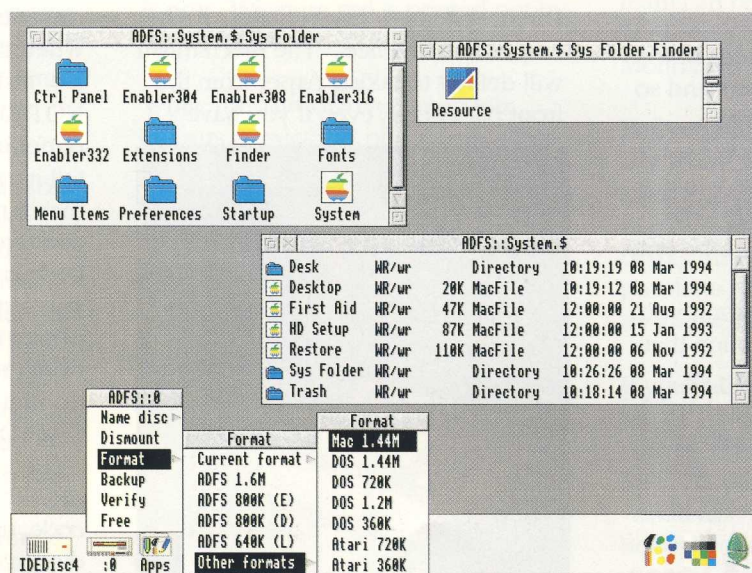 ADFS::System.$.Sys Folder
Ctrl Panel Enabler304 Enabler308 Enabler316
Enabler332 Extensions Finder Fonts
Menu Items Preferences Startup System
ADFS::System.$.Sys Folder.Finder
Resource
ADFS::System.$
Desk WR/wr Directory 10:19:19 08 Mar 1994
Desktop WR/wr 20K MacFile 10:19:12 08 Mar 1994
First Aid WR/wr 47K MacFile 12:00:00 21 Aug 1992
HD Setup WR/wr 87K MacFile 12:00:00 15 Jan 1993
Restore WR/wr 110K MacFile 12:00:00 06 Nov 1992
Sys Folder WR/wr Directory 10:26:26 08 Mar 1994
Trash WR/wr Directory 10:18:14 08 Mar 1994
ADFS::0
Name disc
Dismount
Format
Backup
Verify
Free
Format
Current format
ADFS 1.6M
ADFS 800K (E)
ADFS 800K (D)
ADFS 640K (L)
Other formats
Format
Mac 1.44M
DOS 1.44M
DOS 720K
DOS 1.2M
DOS 360K
Atari 720K
Atari 360K
IDEDisc4 :0 Apps